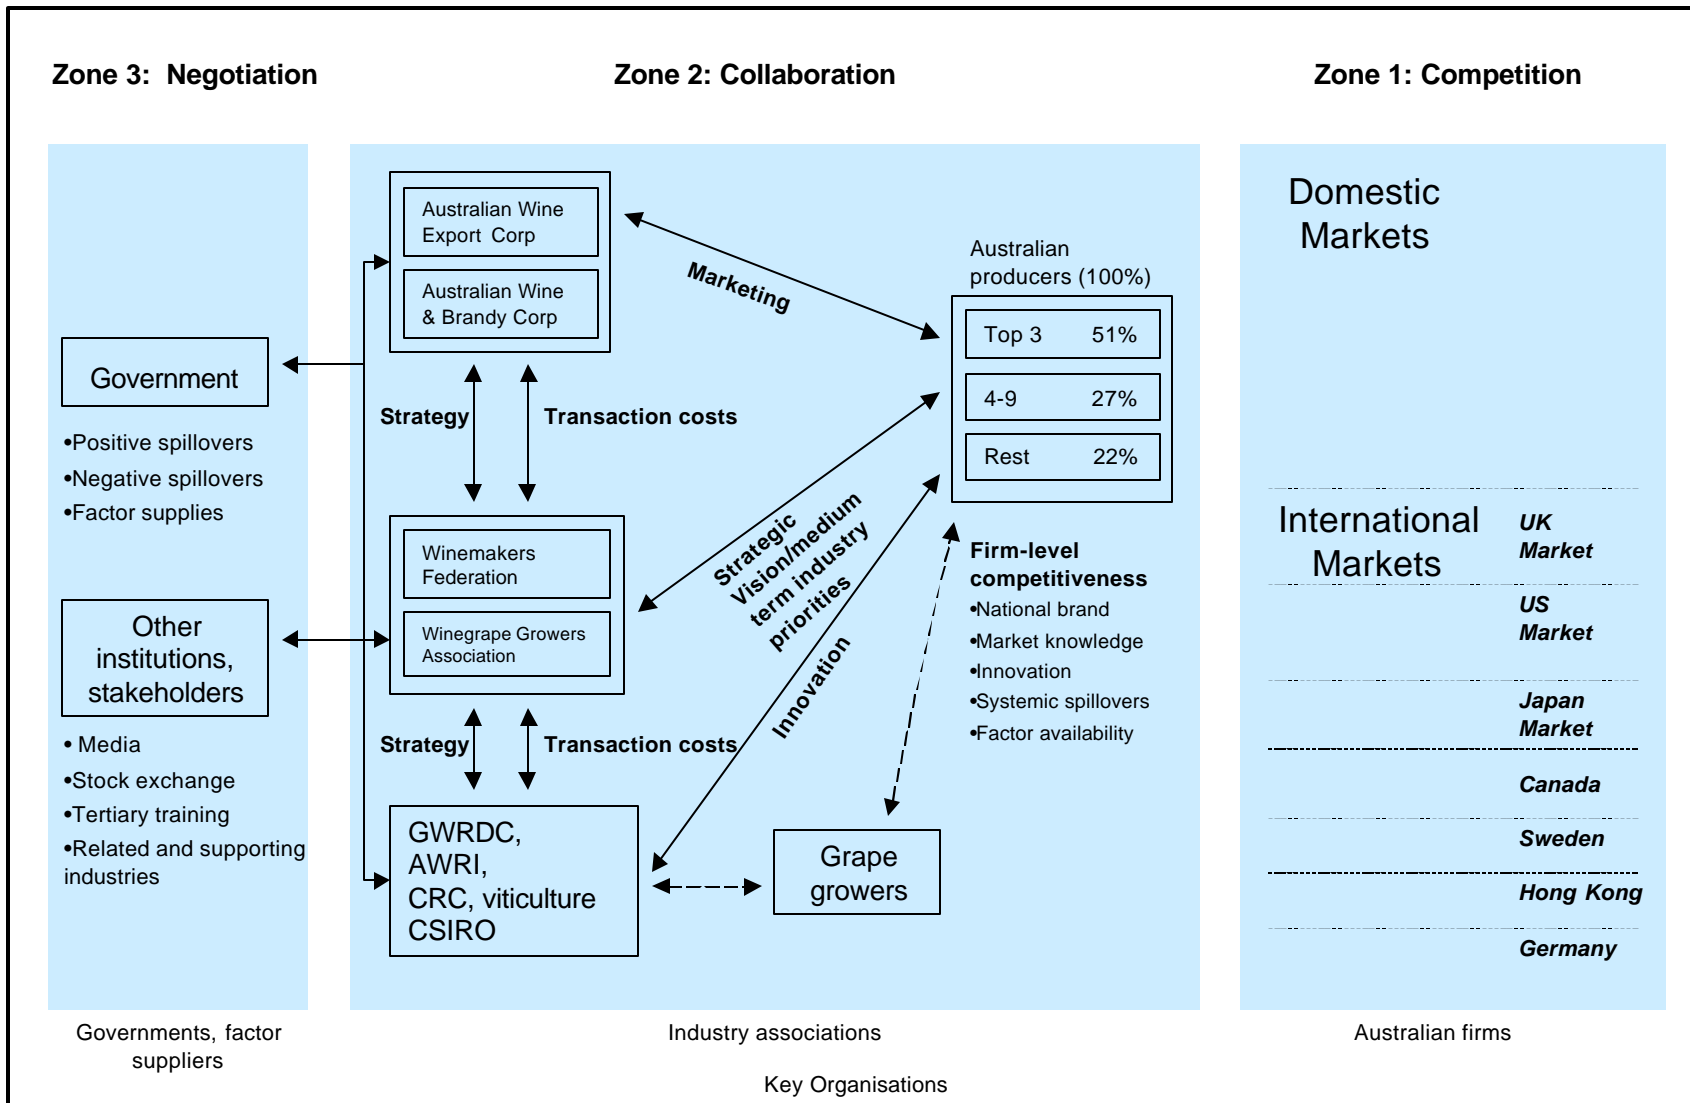 Zone 3: Negotiation
Zone 2: Collaboration
Zone 1: Competition
Government
•Positive spillovers
•Negative spillovers
•Factor supplies
Other
institutions,
stakeholders
• Media
•Stock exchange
•Tertiary training
•Related and supporting
industries
Governments, factor
suppliers
Australian Wine
Export Corp
Australian Wine
& Brandy Corp
Strategy
Transaction costs
Winemakers
Federation
Winegrape Growers
Association
Strategy
Transaction costs
GWRDC,
AWRI,
CRC, viticulture
CSIRO
Marketing
Strategic
Vision/medium
term industry
priorities
Innovation
Australian
producers (100%)
Top 3 51%
4-9 27%
Rest 22%
Firm-level
competitiveness
•National brand
•Market knowledge
•Innovation
•Systemic spillovers
•Factor availability
Grape
growers
Industry associations
Domestic
Markets
International
Markets
UK
Market
US
Market
Japan
Market
Canada
Sweden
Hong Kong
Germany
Australian firms
Key Organisations